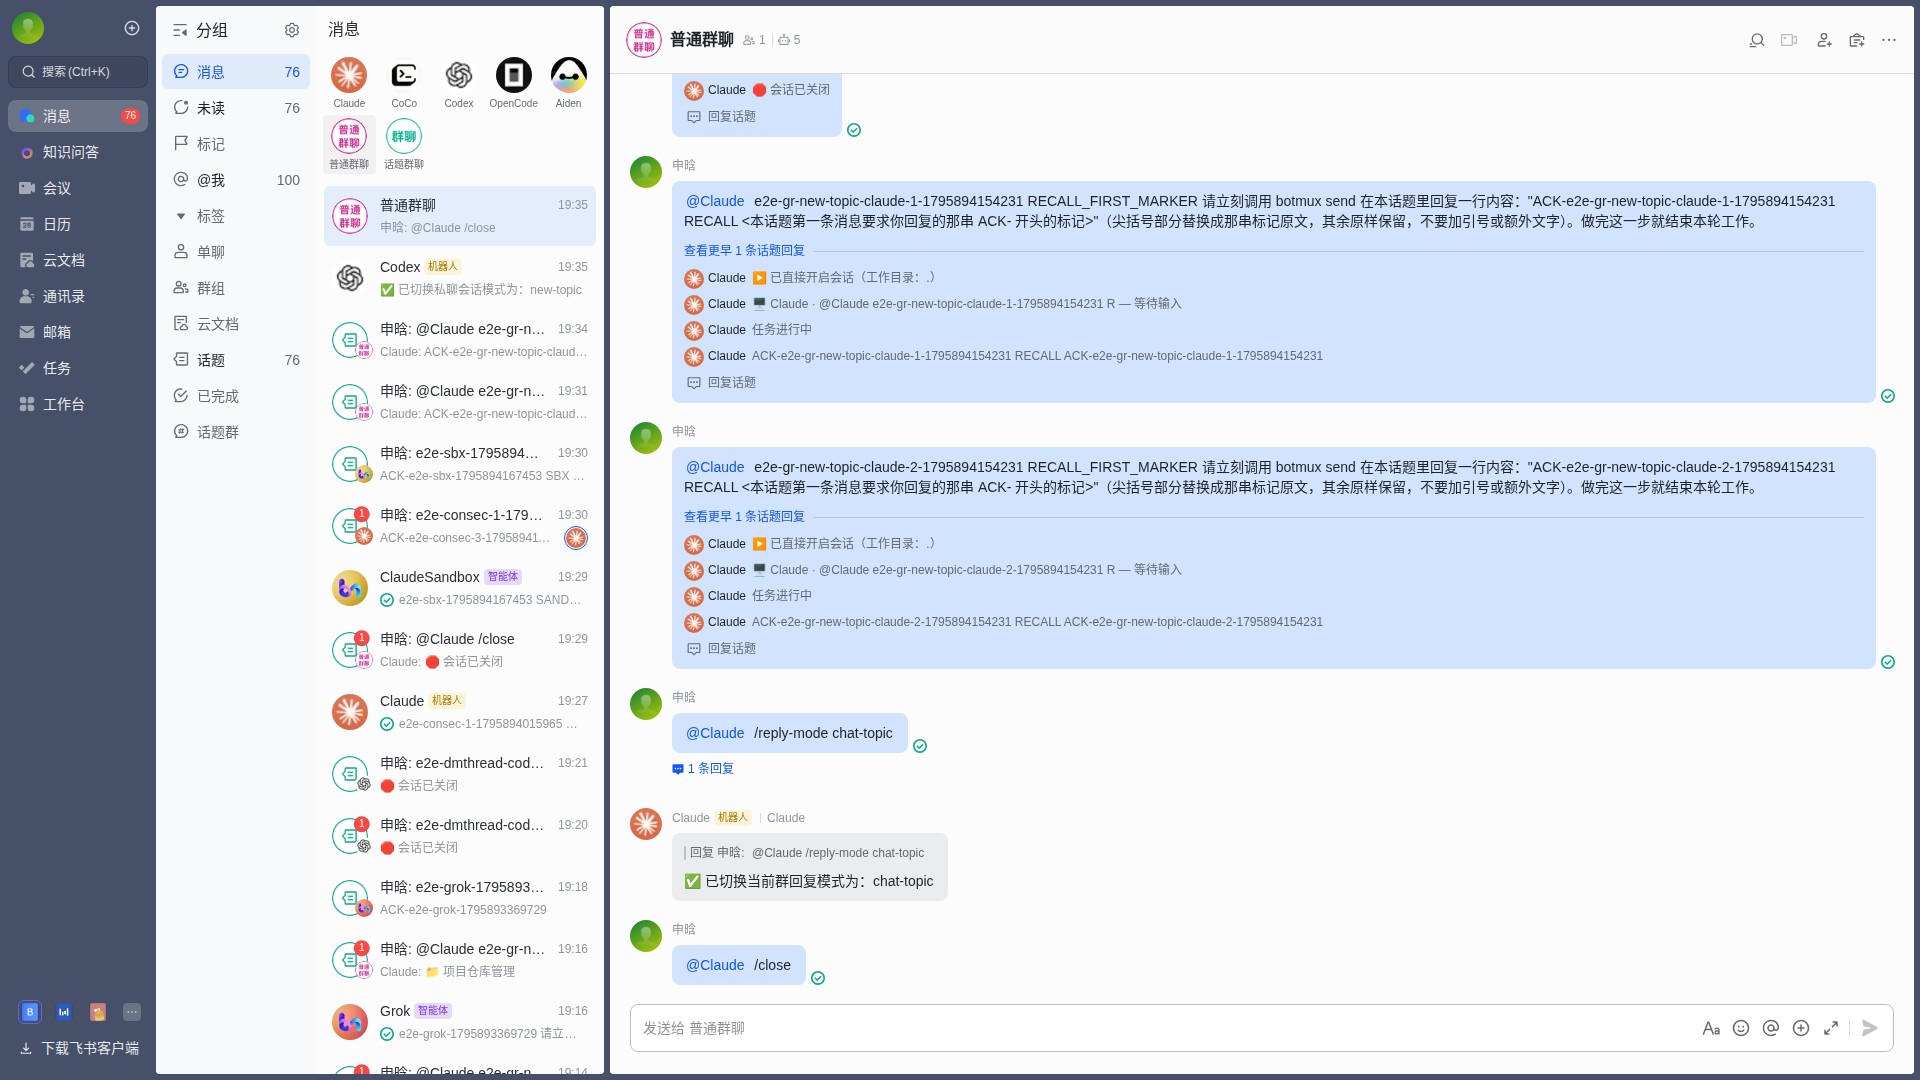 搜索 (Ctrl+K)
消息
76
知识问答
会议
日历
云文档
通讯录
邮箱
任务
工作台
下载飞书客户端
分组
消息 76
未读 76
标记
@我 100
标签
单聊
群组
云文档
话题 76
已完成
话题群
消息
Claude
CoCo
Codex
OpenCode
Aiden
普通群聊
普通群聊
群聊
话题群聊
普通群聊
普通群聊 19:35
申晗: @Claude /close
Codex 机器人 19:35
✅ 已切换私聊会话模式为：new-topic
申晗: @Claude e2e-gr-n... 19:34
Claude: ACK-e2e-gr-new-topic-claud...
申晗: @Claude e2e-gr-n... 19:31
Claude: ACK-e2e-gr-new-topic-claud...
申晗: e2e-sbx-1795894... 19:30
ACK-e2e-sbx-1795894167453 SBX ...
1
申晗: e2e-consec-1-179... 19:30
ACK-e2e-consec-3-17958941...
ClaudeSandbox 智能体 19:29
e2e-sbx-1795894167453 SAND...
1
申晗: @Claude /close 19:29
Claude: 🛑 会话已关闭
Claude 机器人 19:27
e2e-consec-1-1795894015965 ...
申晗: e2e-dmthread-cod... 19:21
🛑 会话已关闭
1
申晗: e2e-dmthread-cod... 19:20
🛑 会话已关闭
申晗: e2e-grok-1795893... 19:18
ACK-e2e-grok-1795893369729
1
申晗: @Claude e2e-gr-n... 19:16
Claude: 📁 项目仓库管理
Grok 智能体 19:16
e2e-grok-1795893369729 请立...
1
申晗: @Claude e2e-gr-n... 19:14
普通群聊
普通群聊 1 5
Claude 🛑 会话已关闭
回复话题
申晗
@Claude e2e-gr-new-topic-claude-1-1795894154231 RECALL_FIRST_MARKER 请立刻调用 botmux send 在本话题里回复一行内容："ACK-e2e-gr-new-topic-claude-1-1795894154231
RECALL <本话题第一条消息要求你回复的那串 ACK- 开头的标记>"（尖括号部分替换成那串标记原文，其余原样保留，不要加引号或额外文字）。做完这一步就结束本轮工作。
查看更早 1 条话题回复
Claude ▶️ 已直接开启会话（工作目录：.）
Claude 🖥️ Claude · @Claude e2e-gr-new-topic-claude-1-1795894154231 R — 等待输入
Claude 任务进行中
Claude ACK-e2e-gr-new-topic-claude-1-1795894154231 RECALL ACK-e2e-gr-new-topic-claude-1-1795894154231
回复话题
申晗
@Claude e2e-gr-new-topic-claude-2-1795894154231 RECALL_FIRST_MARKER 请立刻调用 botmux send 在本话题里回复一行内容："ACK-e2e-gr-new-topic-claude-2-1795894154231
RECALL <本话题第一条消息要求你回复的那串 ACK- 开头的标记>"（尖括号部分替换成那串标记原文，其余原样保留，不要加引号或额外文字）。做完这一步就结束本轮工作。
查看更早 1 条话题回复
Claude ▶️ 已直接开启会话（工作目录：.）
Claude 🖥️ Claude · @Claude e2e-gr-new-topic-claude-2-1795894154231 R — 等待输入
Claude 任务进行中
Claude ACK-e2e-gr-new-topic-claude-2-1795894154231 RECALL ACK-e2e-gr-new-topic-claude-2-1795894154231
回复话题
申晗
@Claude /reply-mode chat-topic
1 条回复
Claude 机器人 Claude
回复 申晗：@Claude /reply-mode chat-topic
✅ 已切换当前群回复模式为：chat-topic
申晗
@Claude /close
发送给 普通群聊